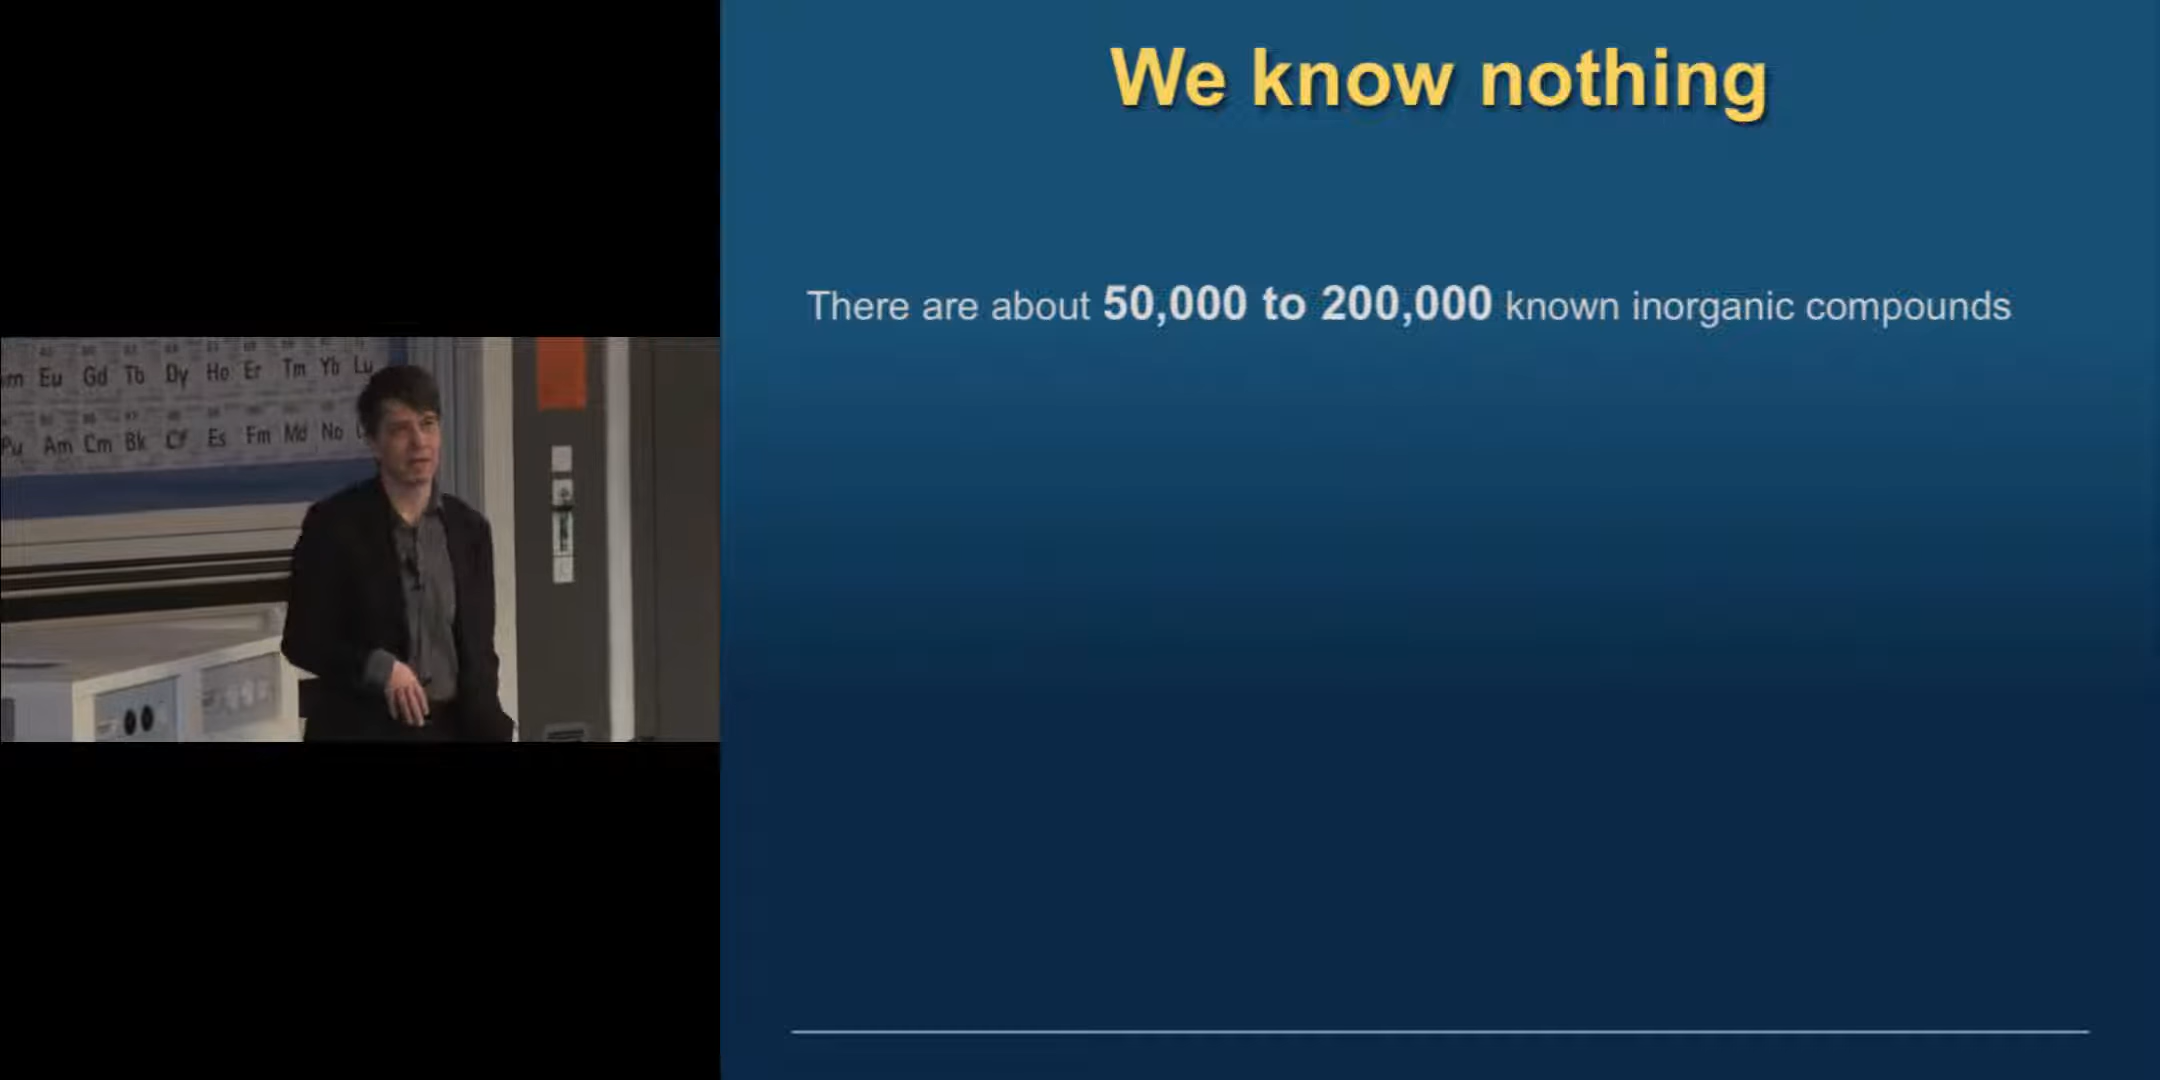 We know nothing
There are about 50,000 to 200,000 known inorganic compounds
Eu Gd Tb Dy Ho Er Tm Yb Lu
Pu Am Cm Bk Cf Es Fm Md No